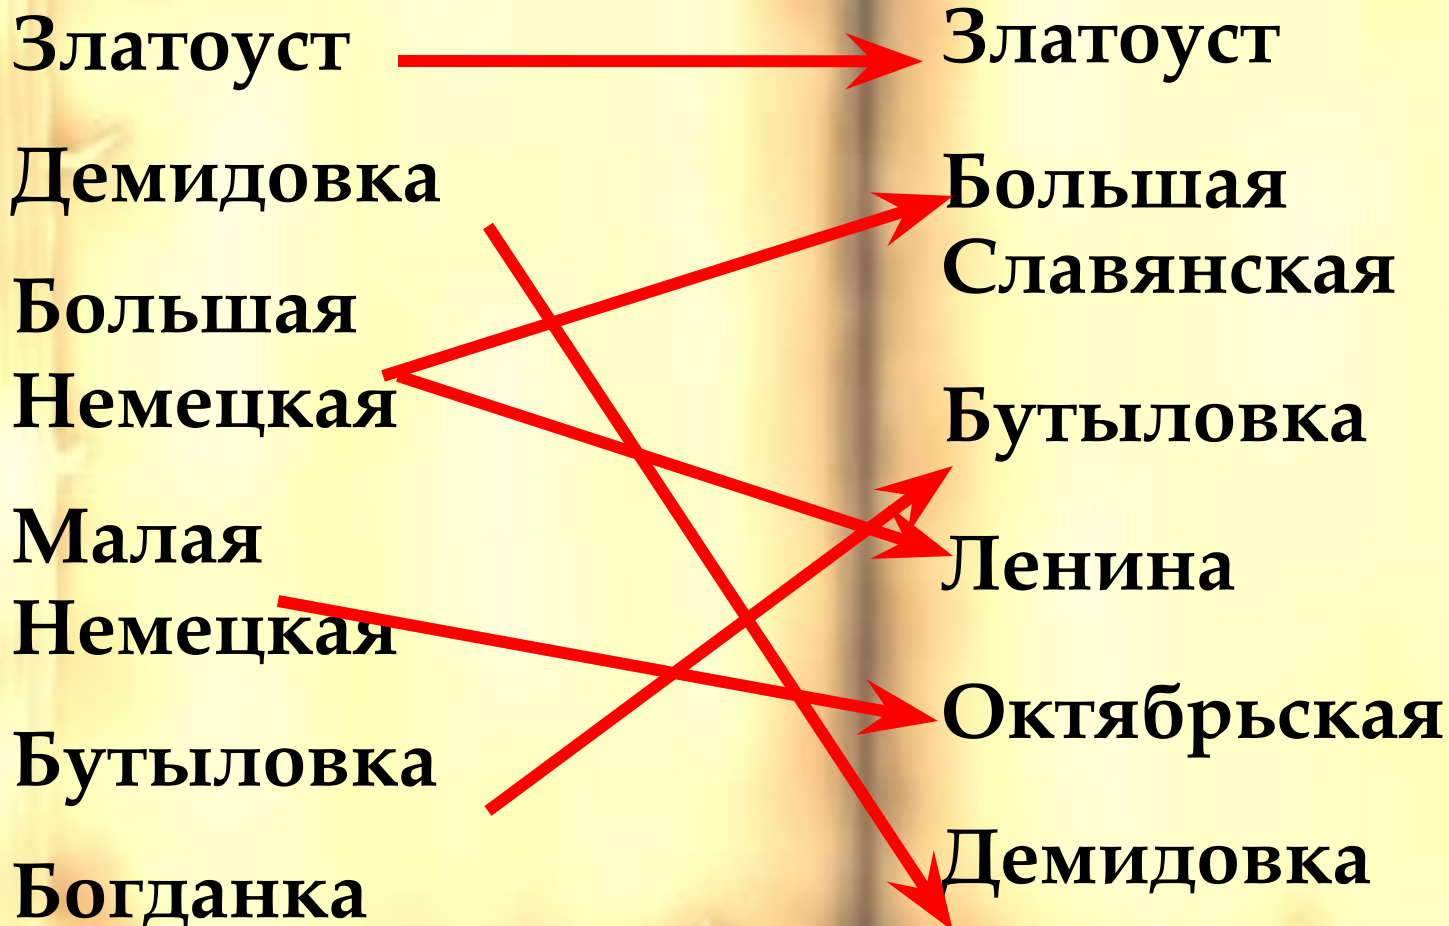 Златоуст
Демидовка
Большая
Немецкая
Малая
Немецкая
Бутыловка
Богданка
Златоуст
Большая
Славянская
Бутыловка
Ленина
Октябрьская
Демидовка